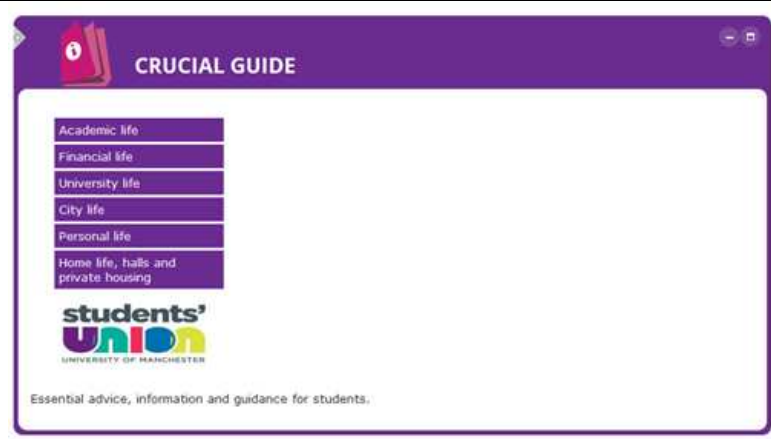 CRUCIAL GUIDE
Academic life
Financial life
University life
City life
Personal life
Home life, halls and
private housing
students'
union
UNIVERSITY OF MANCHESTER
Essential advice, information and guidance for students.